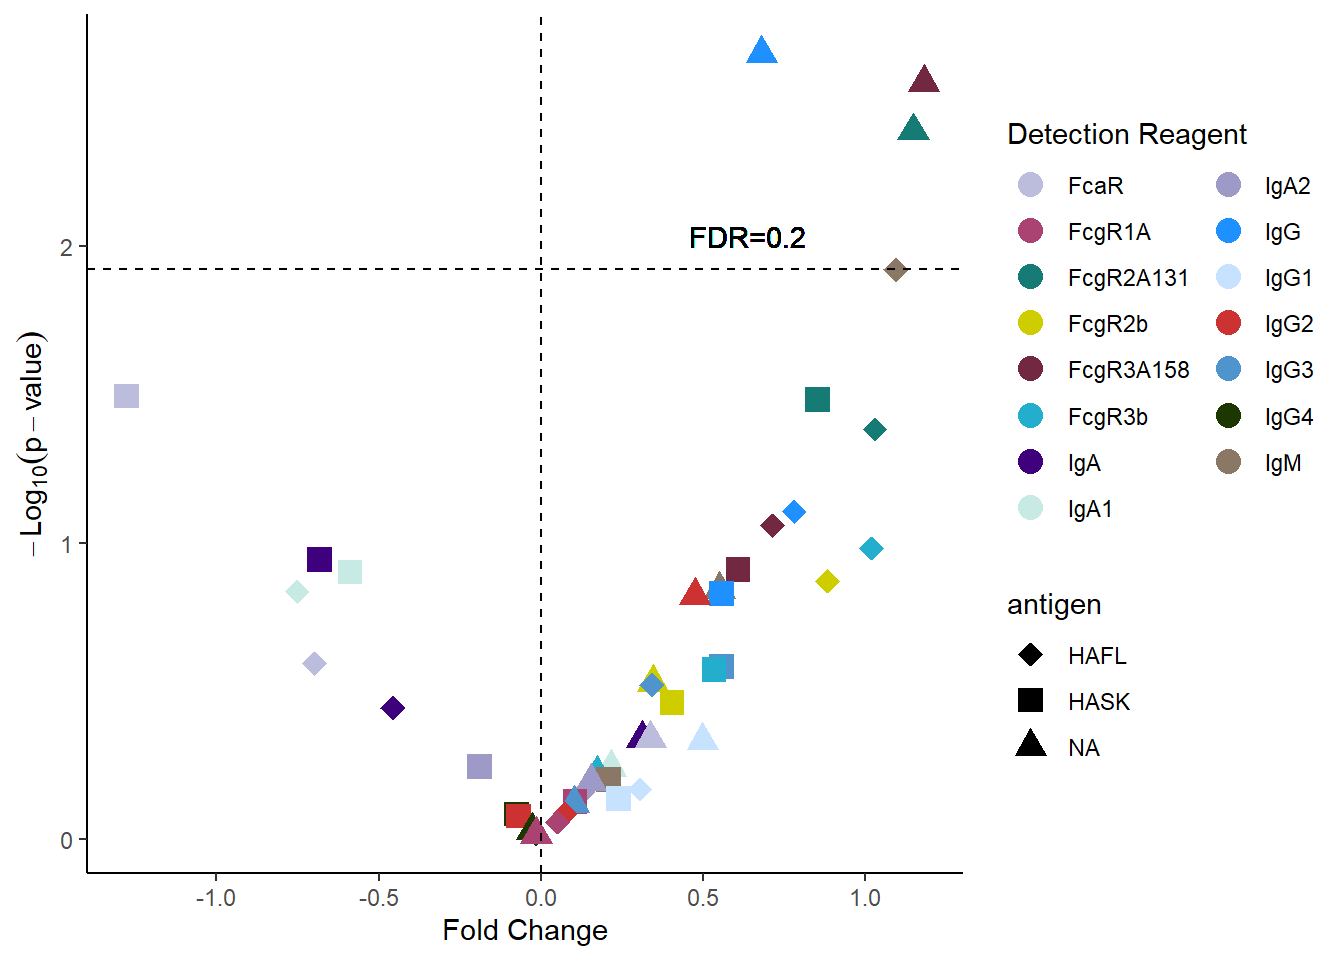 FDR=0.2
2
1
0
-1.0 -0.5 0.0 0.5 1.0
Fold Change
−Log10(p−value)
Detection Reagent
FcaR IgA2
FcgR1A IgG
FcgR2A131 IgG1
FcgR2b IgG2
FcgR3A158 IgG3
FcgR3b IgG4
IgA IgM
IgA1
antigen
HAFL
HASK
NA